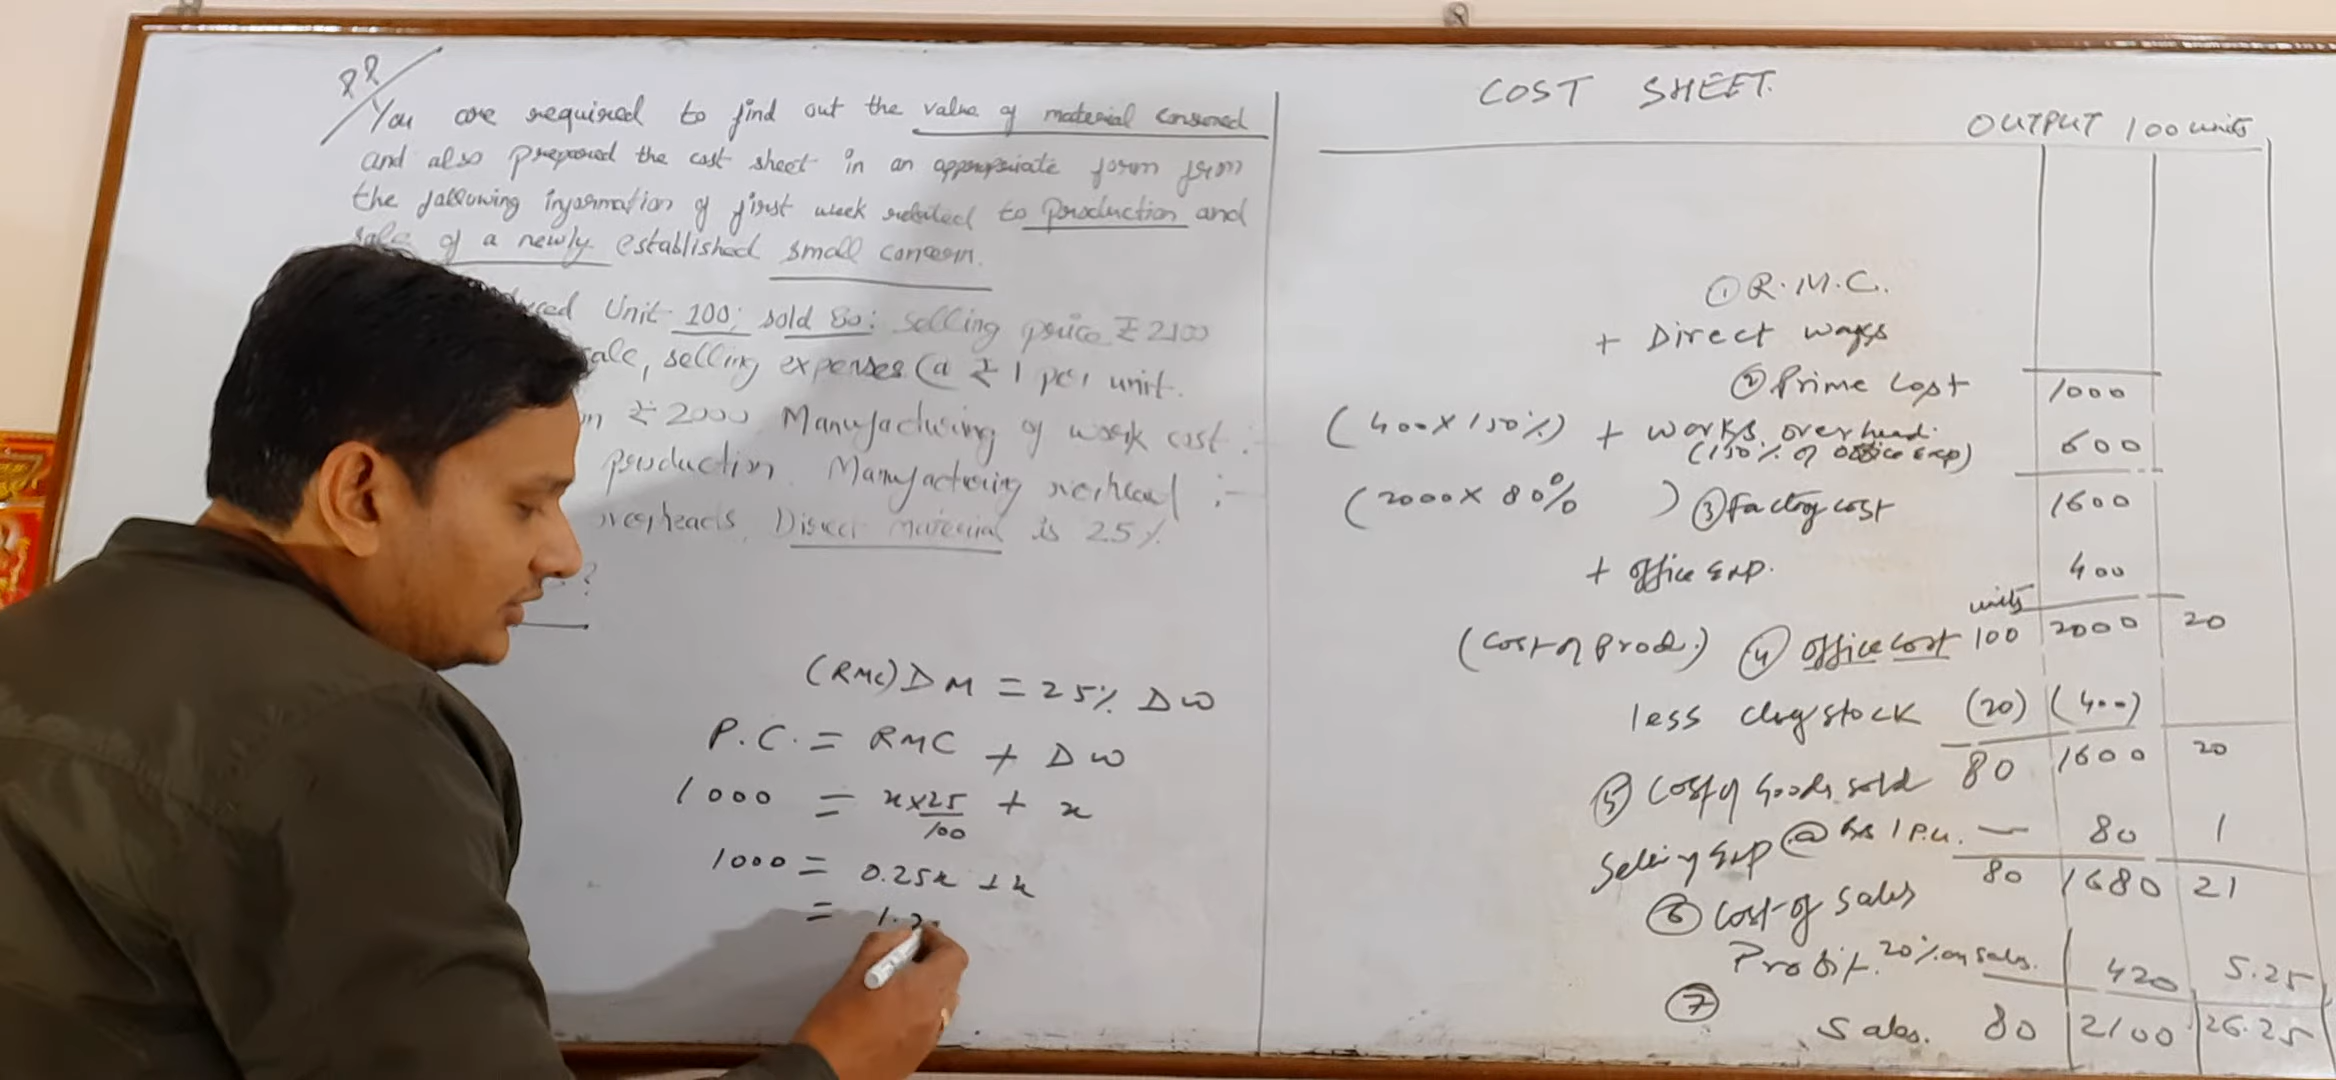 You are required to find out the value of material consumed
and also prepared the cost sheet in an appropriate form from
the following information of first week related to production and
sale of a newly established small concern.
Unit 100; sold 80: Selling price ₹ 2100
sale, selling expenses @ ₹ 1 per unit.
₹ 2000 Manufacturing of work cost :-
production. Manufacturing overhead :-
overheads. Direct Material is 25%
?
(RMC) DM = 25% DW
P.C. = RMC + DW
1000 = x×25/100 + x
1000 = 0.25x + x
=
COST SHEET.
OUTPUT 100 units
① R.M.C.
+ Direct wages
② Prime Cost 1000
(400 × 150%) + works overhead. 600
(150% of office Exp)
(2000 × 80% ) ③ factory cost 1600
+ office Exp. 400
units
(Cost of Prod.) ④ office cost 100 2000 20
less clog stock (20) (400)
⑤ Cost of Goods sold 80 1600 20
Selling Exp @ Rs 1 P.U. — 80 1
⑥ Cost of Sales 80 1680 21
Profit. 20% on sales. 420 5.25
⑦ Sales. 80 2100 26.25